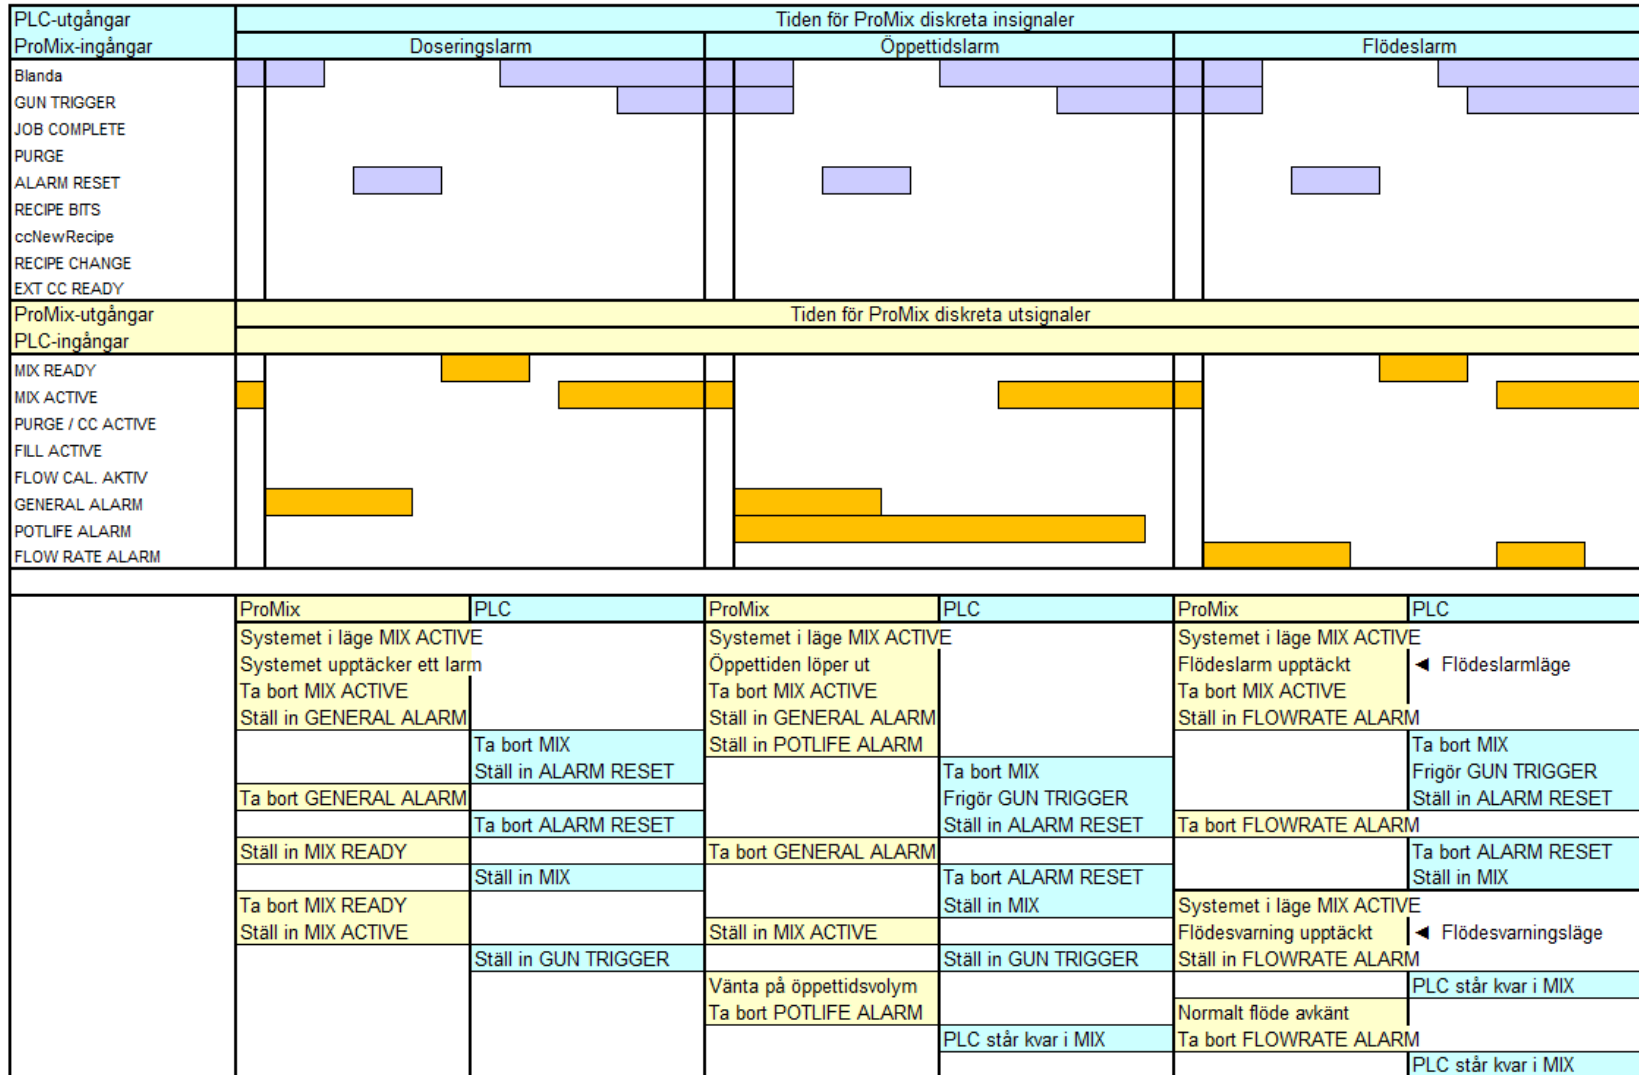 PLC-utgångar
Tiden för ProMix diskreta insignaler
ProMix-ingångar
Doseringslarm
Öppettidslarm
Flödeslarm
Blanda
GUN TRIGGER
JOB COMPLETE
PURGE
ALARM RESET
RECIPE BITS
ccNewRecipe
RECIPE CHANGE
EXT CC READY
ProMix-utgångar
Tiden för ProMix diskreta utsignaler
PLC-ingångar
MIX READY
MIX ACTIVE
PURGE / CC ACTIVE
FILL ACTIVE
FLOW CAL. AKTIV
GENERAL ALARM
POTLIFE ALARM
FLOW RATE ALARM
ProMix
PLC
Systemet i läge MIX ACTIVE
Systemet upptäcker ett larm
Ta bort MIX ACTIVE
Ställ in GENERAL ALARM
Ta bort MIX
Ställ in ALARM RESET
Ta bort GENERAL ALARM
Ta bort ALARM RESET
Ställ in MIX READY
Ställ in MIX
Ta bort MIX READY
Ställ in MIX ACTIVE
Ställ in GUN TRIGGER
ProMix
PLC
Systemet i läge MIX ACTIVE
Öppettiden löper ut
Ta bort MIX ACTIVE
Ställ in GENERAL ALARM
Ställ in POTLIFE ALARM
Ta bort MIX
Frigör GUN TRIGGER
Ställ in ALARM RESET
Ta bort GENERAL ALARM
Ta bort ALARM RESET
Ställ in MIX
Ställ in MIX ACTIVE
Ställ in GUN TRIGGER
Vänta på öppettidsvolym
Ta bort POTLIFE ALARM
PLC står kvar i MIX
ProMix
PLC
Systemet i läge MIX ACTIVE
Flödeslarm upptäckt
◄ Flödeslarmläge
Ta bort MIX ACTIVE
Ställ in FLOWRATE ALARM
Ta bort MIX
Frigör GUN TRIGGER
Ställ in ALARM RESET
Ta bort FLOWRATE ALARM
Ta bort ALARM RESET
Ställ in MIX
Systemet i läge MIX ACTIVE
Flödesvarning upptäckt
◄ Flödesvarningsläge
Ställ in FLOWRATE ALARM
PLC står kvar i MIX
Normalt flöde avkänt
Ta bort FLOWRATE ALARM
PLC står kvar i MIX